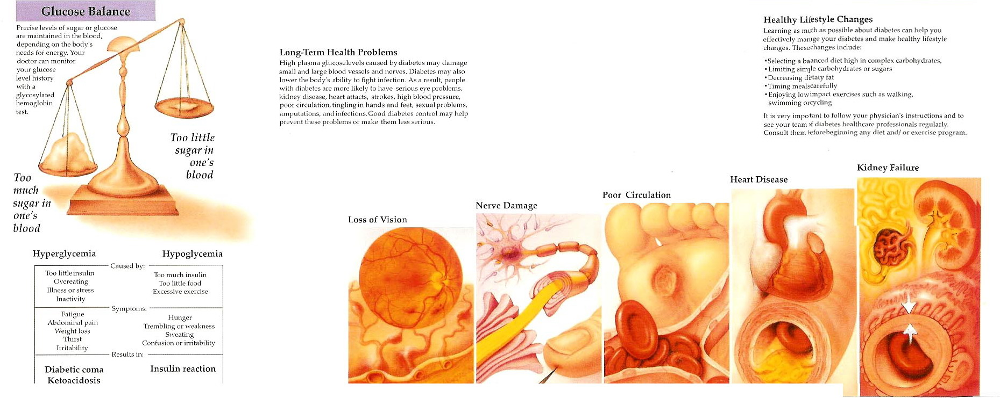 Glucose Balance
Precise levels of sugar or glucose
are maintained in the blood,
depending on the body's
needs for energy. Your
doctor can monitor
your glucose
level history
with a
glycosylated
hemoglobin
test.
Too little
sugar in
one's
blood
Too
much
sugar in
one's
blood
Hyperglycemia
Hypoglycemia
Caused by:
Too little insulin
Overeating
Illness or stress
Inactivity
Too much insulin
Too little food
Excessive exercise
Symptoms:
Fatigue
Abdominal pain
Weight loss
Thirst
Irritability
Hunger
Trembling or weakness
Sweating
Confusion or irritability
Results in:
Diabetic coma
Ketoacidosis
Insulin reaction
Long-Term Health Problems
High plasma glucose levels caused by diabetes may damage
small and large blood vessels and nerves. Diabetes may also
lower the body's ability to fight infection. As a result, people
with diabetes are more likely to have serious eye problems,
kidney disease, heart attacts, strokes, high blood pressure,
poor circulation, tingling in hands and feet, sexual problems,
amputations, and infections. Good diabetes control may help
prevent these problems or make them less serious.
Healthy Lifestyle Changes
Learning as much as possible about diabetes can help you
effectively manage your diabetes and make healthy lifestyle
changes. These changes include:
• Selecting a baanced diet high in complex carbohydrates,
• Limiting simple carbohydrates or sugars
• Decreasing dietaty fat
• Timing meals carefully
• Enjoying low impact exercises such as walking,
swimming or cycling
It is very impotant to follow your physician's instructions and to
see your team of diabetes healthcare professionals regularly.
Consult them before beginning any diet and/ or exercise program.
Loss of Vision
Nerve Damage
Poor Circulation
Heart Disease
Kidney Failure